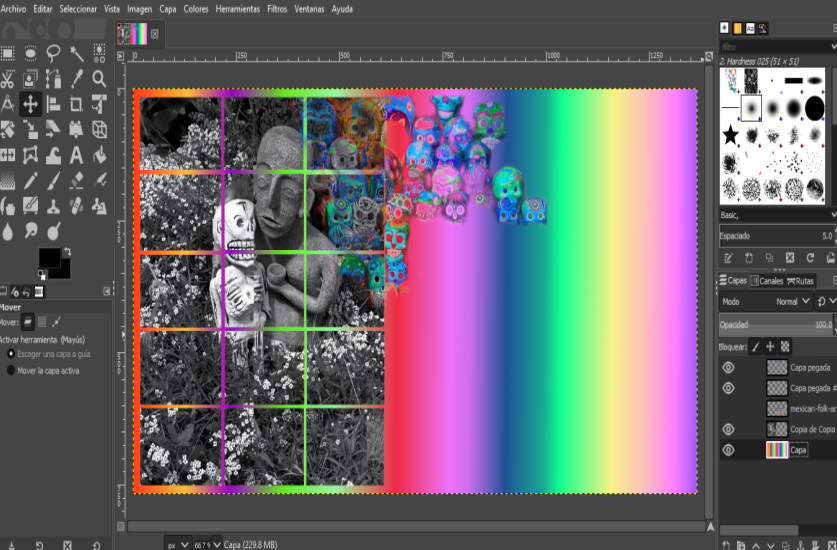 Archivo Editar Seleccionar Vista Imagen Capa Colores Herramientas Filtros Ventanas Ayuda
0 250 500 750 1000 1250
filtro
2. Hardness 025 (51 × 51)
Basic,
Espaciado 5.0
Capas Canales Rutas
Modo Normal
Opacidad 100.0
Bloquear:
Capa pegada
Capa pegada #
mexican-folk-ar
Copia de Copia
Capa
Mover
Mover:
Activar herramienta (Mayús)
Escoger una capa o guía
Mover la capa activa
px 66.7 % Capa (229.8 MB)